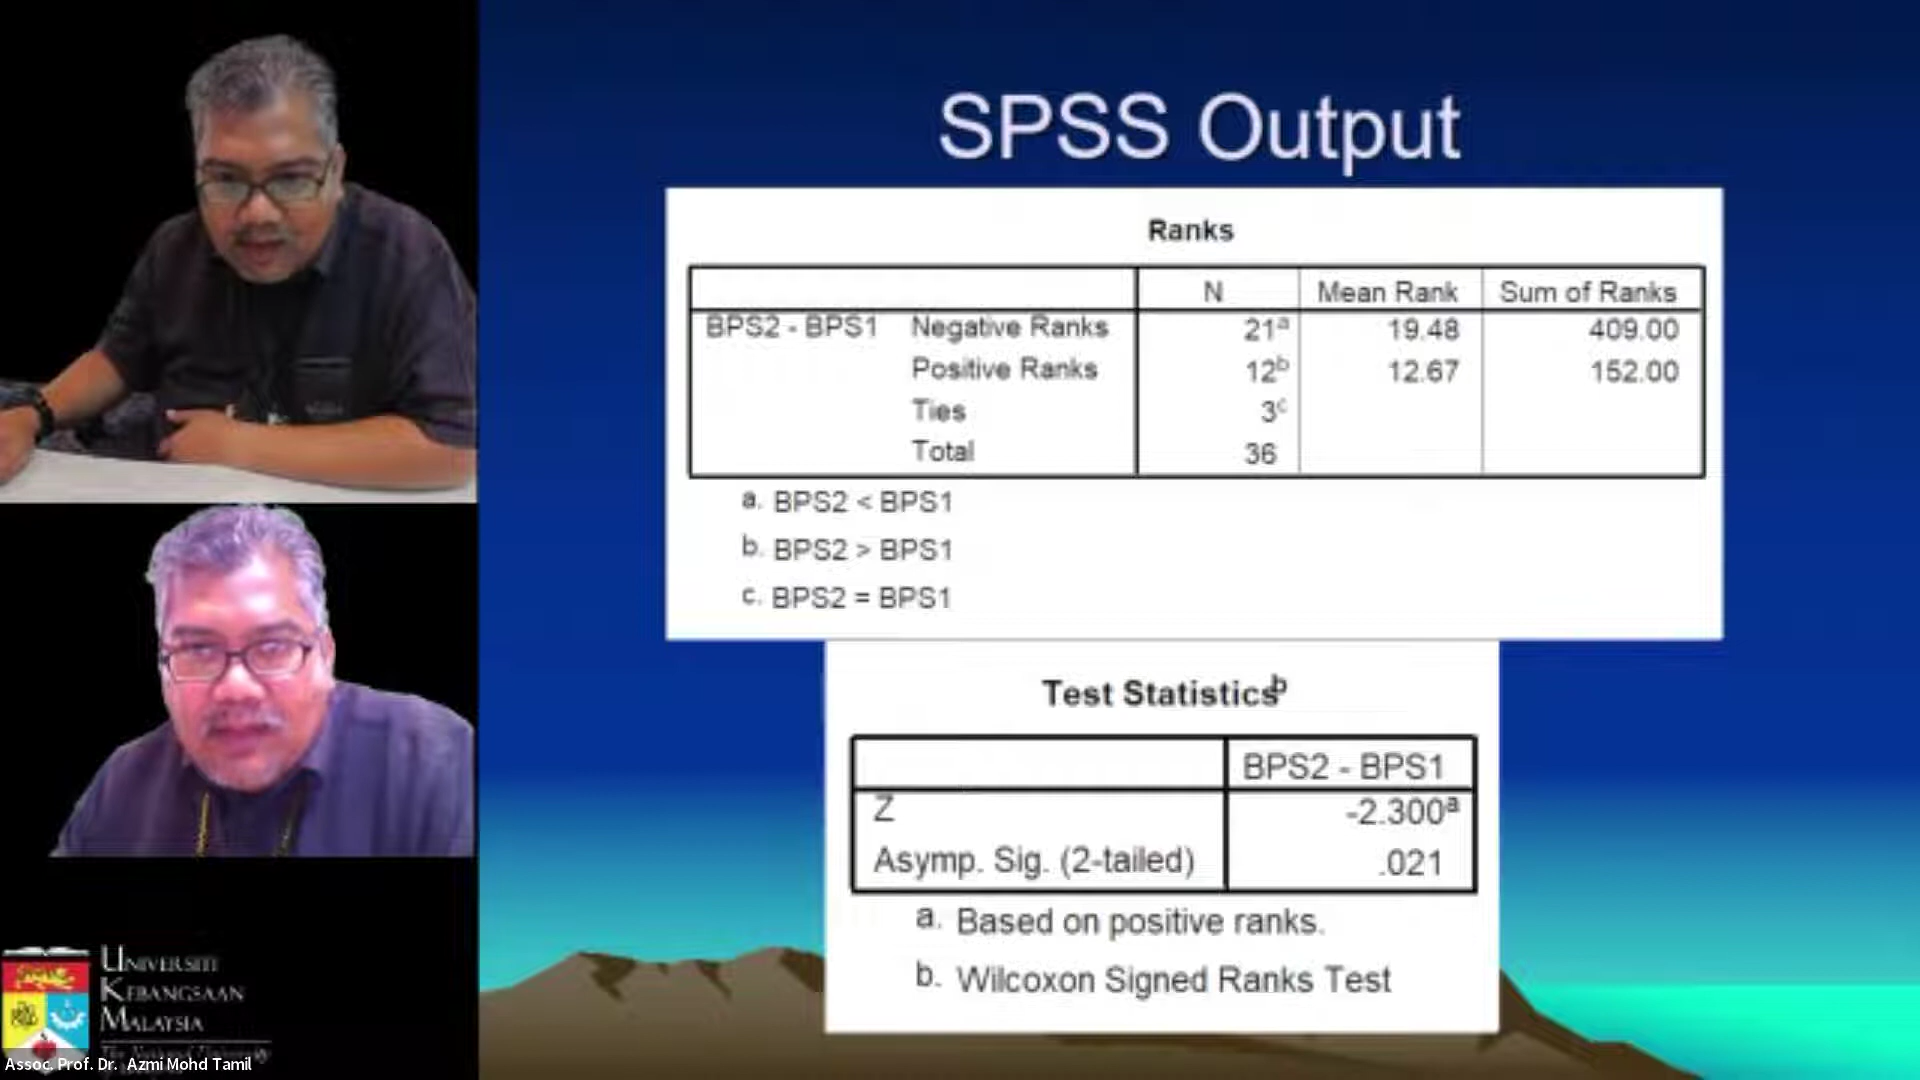 SPSS Output
Ranks
N Mean Rank Sum of Ranks
BPS2 - BPS1 Negative Ranks 21a 19.48 409.00
Positive Ranks 12b 12.67 152.00
Ties 3c
Total 36
a. BPS2 < BPS1
b. BPS2 > BPS1
c. BPS2 = BPS1
Test Statisticsb
BPS2 - BPS1
Z -2.300a
Asymp. Sig. (2-tailed) .021
a. Based on positive ranks.
b. Wilcoxon Signed Ranks Test
UNIVERSITI
KEBANGSAAN
MALAYSIA
Assoc. Prof. Dr. Azmi Mohd Tamil